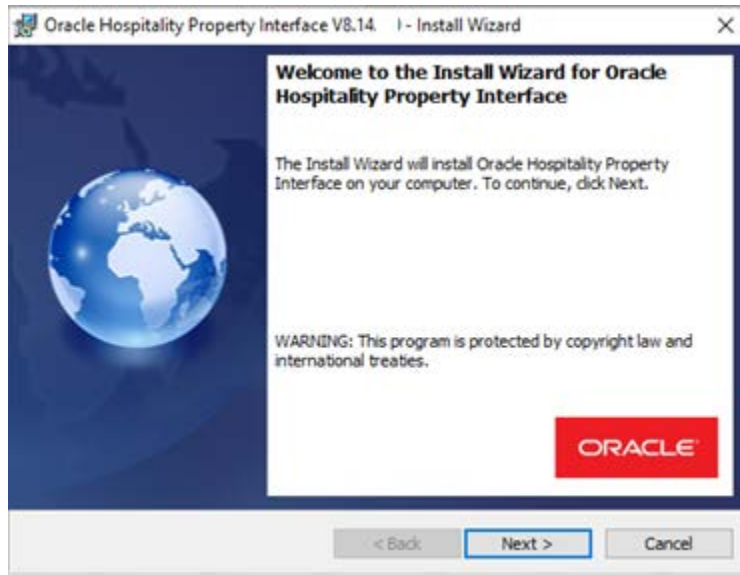 Oracle Hospitality Property Interface V8.14. - Install Wizard
Welcome to the Install Wizard for Oracle
Hospitality Property Interface
The Install Wizard will install Oracle Hospitality Property
Interface on your computer. To continue, click Next.
WARNING: This program is protected by copyright law and
international treaties.
ORACLE
< Back
Next >
Cancel